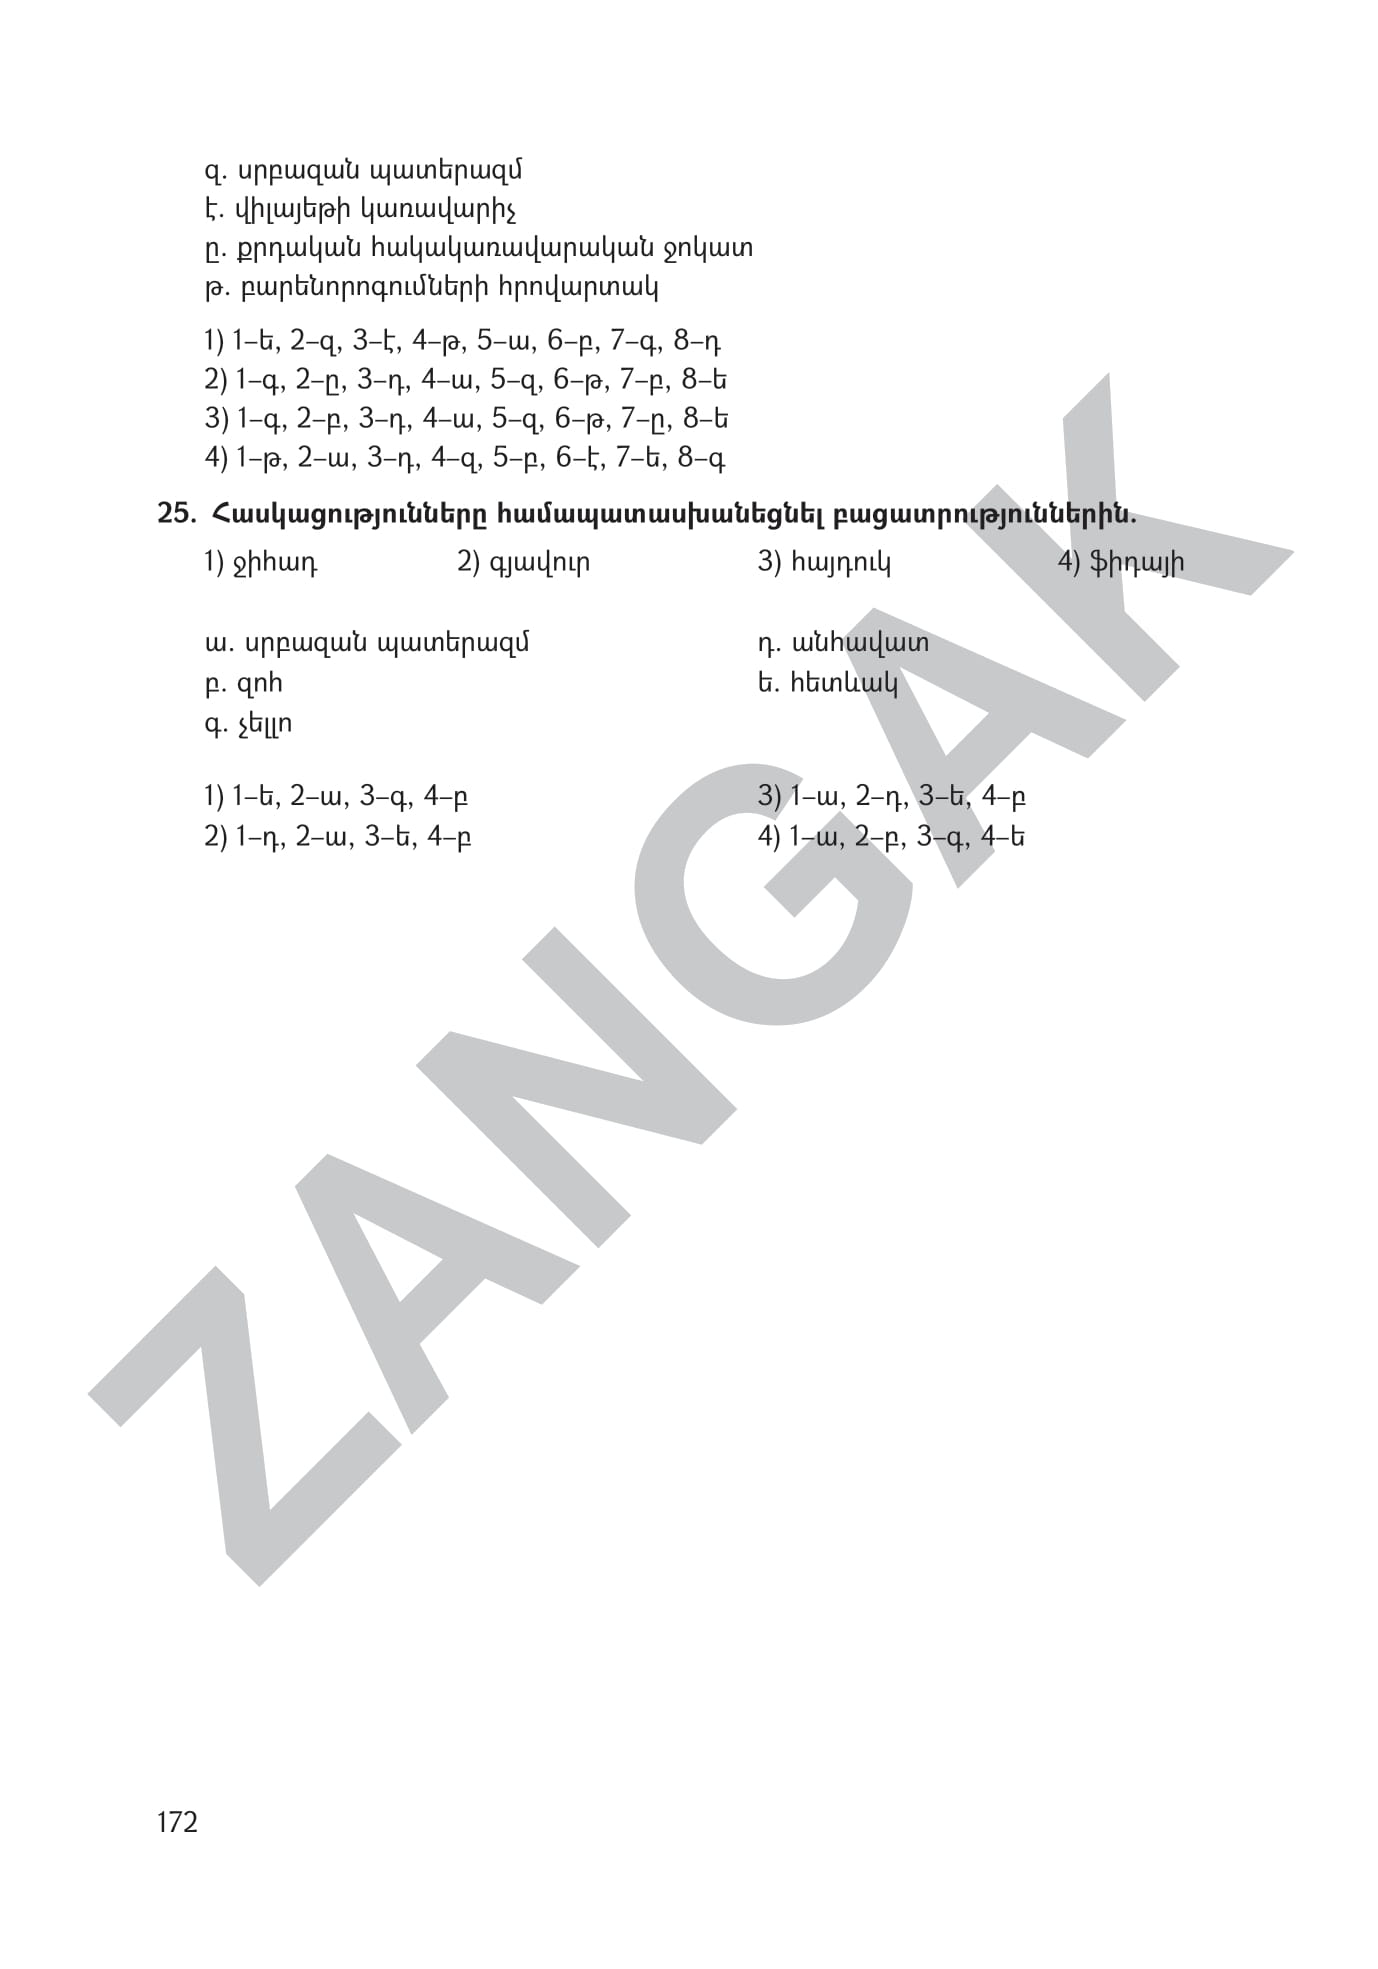 զ. սրբազան պատերազմ
է. վիլայեթի կառավարիչ
ը. քրդական հակակառավարական ջոկատ
թ. բարենորոգումների հրովարտակ
1) 1–ե, 2–զ, 3–է, 4–թ, 5–ա, 6–բ, 7–գ, 8–դ
2) 1–գ, 2–ը, 3–դ, 4–ա, 5–զ, 6–թ, 7–բ, 8–ե
3) 1–գ, 2–բ, 3–դ, 4–ա, 5–զ, 6–թ, 7–ը, 8–ե
4) 1–թ, 2–ա, 3–դ, 4–զ, 5–բ, 6–է, 7–ե, 8–գ
25. Հասկացությունները համապատասխանեցնել բացատրություններին.
1) ջիհադ 2) գյավուր 3) հայդուկ 4) ֆիդայի
ա. սրբազան պատերազմ դ. անհավատ
բ. զոհ ե. հետևակ
գ. չելլո
1) 1–ե, 2–ա, 3–գ, 4–բ 3) 1–ա, 2–դ, 3–ե, 4–բ
2) 1–դ, 2–ա, 3–ե, 4–բ 4) 1–ա, 2–բ, 3–գ, 4–ե
ZANGAK
172